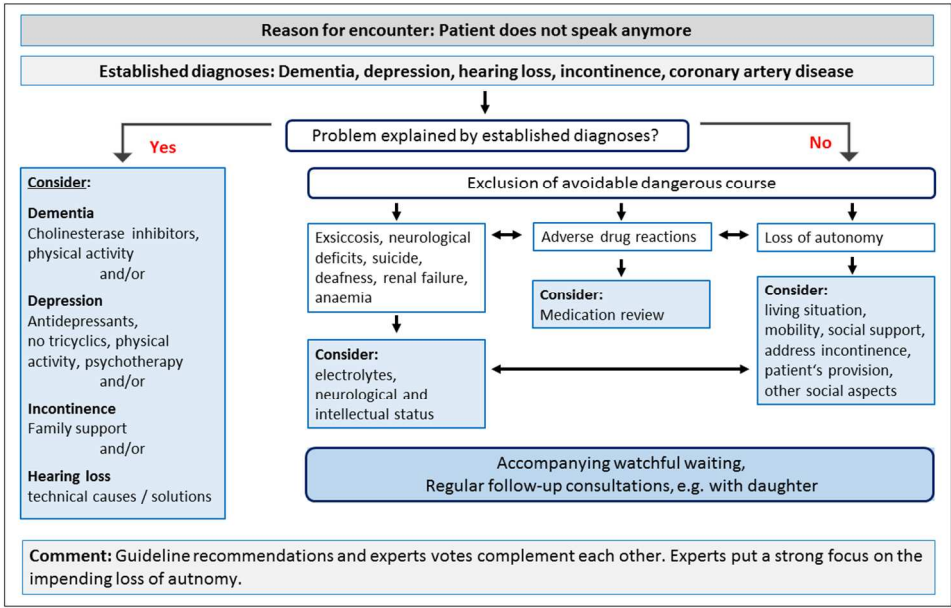 Reason for encounter: Patient does not speak anymore
Established diagnoses: Dementia, depression, hearing loss, incontinence, coronary artery disease
Problem explained by established diagnoses?
Yes
No
Consider:
Dementia
Cholinesterase inhibitors,
physical activity
and/or
Depression
Antidepressants,
no tricyclics, physical
activity, psychotherapy
and/or
Incontinence
Family support
and/or
Hearing loss
technical causes / solutions
Exclusion of avoidable dangerous course
Exsiccosis, neurological
deficits, suicide,
deafness, renal failure,
anaemia
Adverse drug reactions
Loss of autonomy
Consider:
Medication review
Consider:
living situation,
mobility, social support,
address incontinence,
patient‘s provision,
other social aspects
Consider:
electrolytes,
neurological and
intellectual status
Accompanying watchful waiting,
Regular follow-up consultations, e.g. with daughter
Comment: Guideline recommendations and experts votes complement each other. Experts put a strong focus on the
impending loss of autnomy.